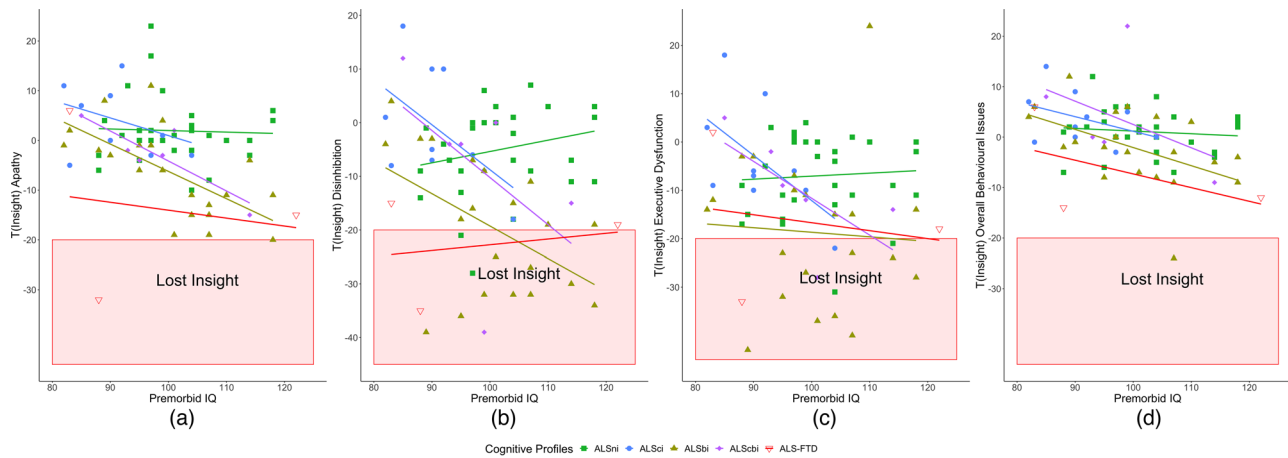 T(Insight) Apathy
20
10
0
-10
-20
-30
Lost Insight
80 90 100 110 120
Premorbid IQ
(a)
T(Insight) Disinhibition
20
10
0
-10
-20
-30
-40
Lost Insight
80 90 100 110 120
Premorbid IQ
(b)
T(Insight) Executive Dysfunction
20
10
0
-10
-20
-30
Lost Insight
80 90 100 110 120
Premorbid IQ
(c)
T(Insight) Overall Behavioural Issues
20
10
0
-10
-20
-30
Lost Insight
80 90 100 110 120
Premorbid IQ
(d)
Cognitive Profiles ALSni ALSci ALSbi ALScbi ALS-FTD